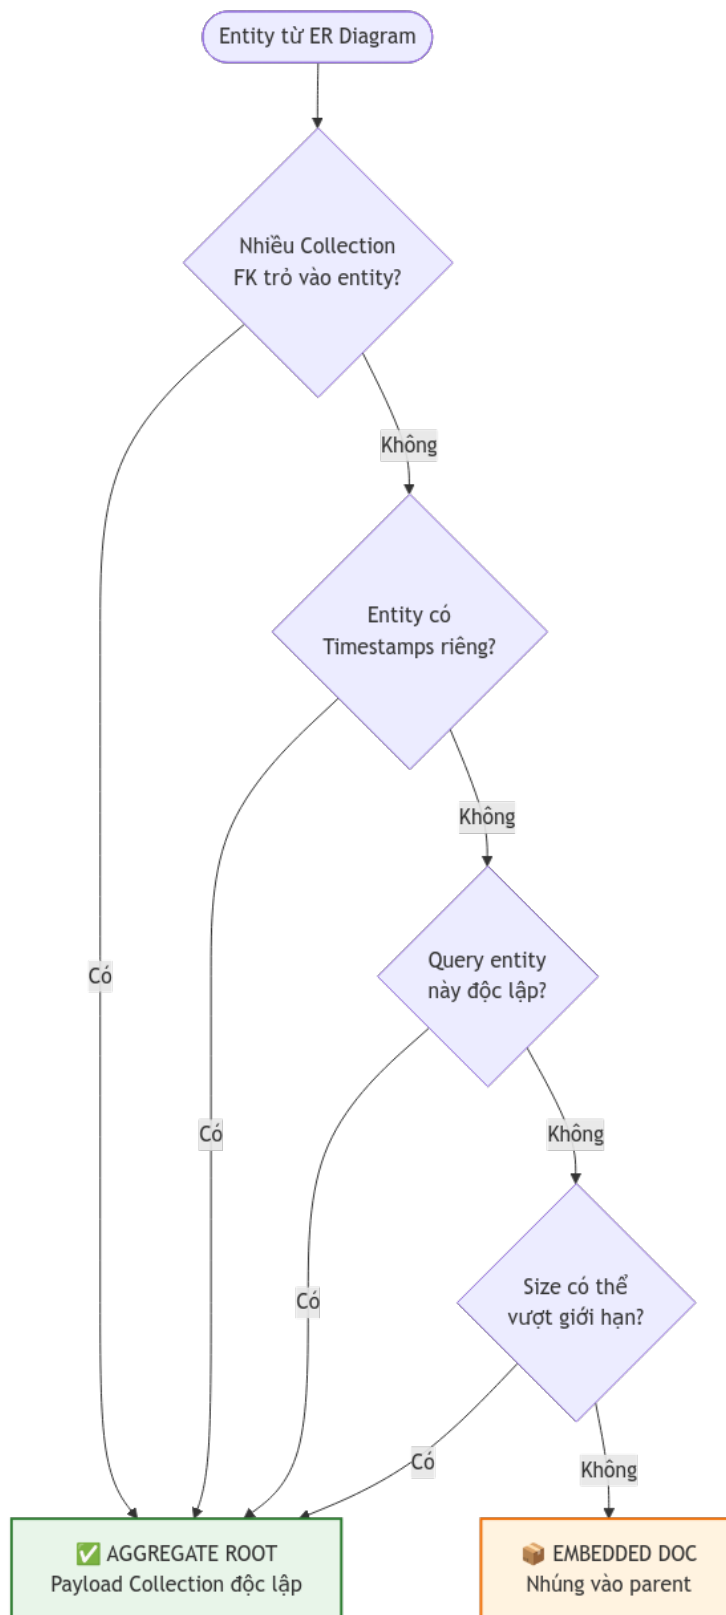 Entity từ ER Diagram
Nhiều Collection
FK trỏ vào entity?
Không
Entity có
Timestamps riêng?
Không
Query entity
này độc lập?
Có
Có
Không
Size có thể
vượt giới hạn?
Có
Có
Không
✅ AGGREGATE ROOT
Payload Collection độc lập
📦 EMBEDDED DOC
Nhúng vào parent